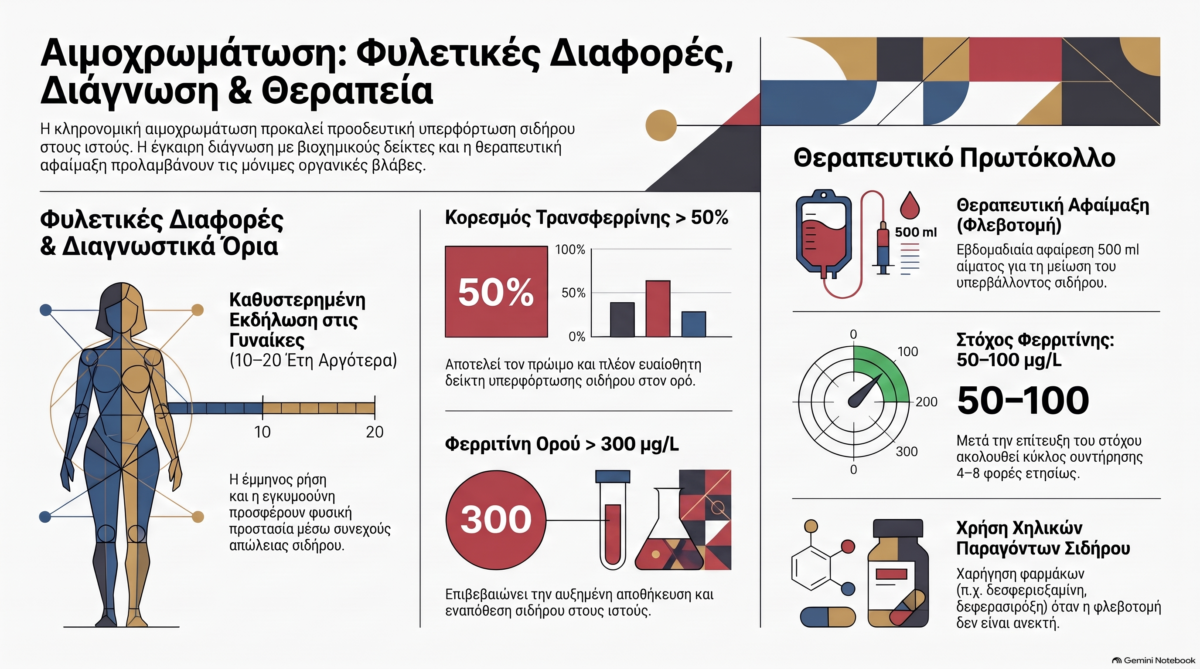 Αιμοχρωμάτωση: Φυλετικές Διαφορές,
Διάγνωση & Θεραπεία
Η κληρονομική αιμοχρωμάτωση προκαλεί προοδευτική υπερφόρτωση σιδήρου
στους ιστούς. Η έγκαιρη διάγνωση με βιοχημικούς δείκτες και η θεραπευτική
αφαίμαξη προλαμβάνουν τις μόνιμες οργανικές βλάβες.
Φυλετικές Διαφορές
& Διαγνωστικά Όρια
Καθυστερημένη
Εκδήλωση στις
Γυναίκες
(10–20 Έτη Αργότερα)
10
20
Η έμμηνος ρήση
και η εγκυμοούνη
προσφέρουν φυσική
προστασία μέσω συνεχούς
απώλειας σιδήρου.
Κορεσμός Τρανσφερρίνης > 50%
50%
100%
50%
0%
Αποτελεί τον πρώιμο και πλέον ευαίσθητο
δείκτη υπερφόρτωσης σιδήρου στον ορό.
Φερριτίνη Ορού > 300 μg/L
300
Επιβεβαιώνει την αυξημένη αποθήκευση και
εναπόθεση σιδήρου στους ιστούς.
Θεραπευτικό Πρωτόκολλο
500 ml
Θεραπευτική Αφαίμαξη
(Φλεβοτομή)
Εβδομαδιαία αφαίρεση 500 ml
αίματος για τη μείωση του
υπερβάλλοντος σιδήρου.
0
100
200
300
0
Στόχος Φερριτίνης:
50–100 μg/L
50–100
Μετά την επίτευξη του στόχου
ακολουθεί κύκλος συντήρησης
4–8 φορές ετησίως.
Χρήση Χηλικών
Παραγόντων Σιδήρου
Χαρήγηση φαρμάκων
(π.χ. δεσφεριοξαμίνη,
δεφερασιρόξη) όταν η φλεβοτομή
δεν είναι ανεκτή.
Gemini Notebook